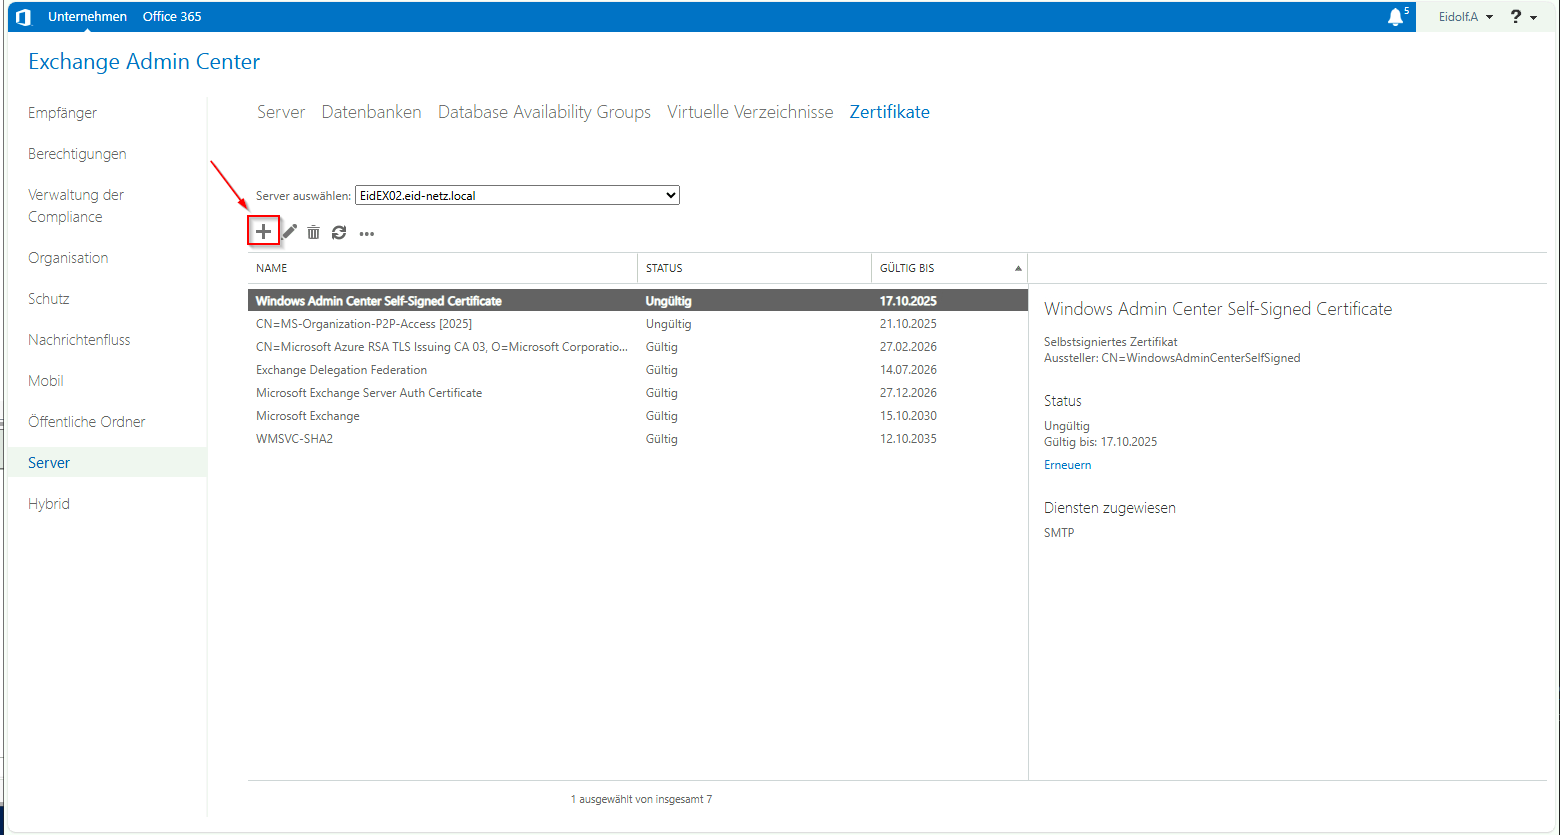 Unternehmen Office 365 5 Eidolf.A ?
Exchange Admin Center
Empfänger
Berechtigungen
Verwaltung der
Compliance
Organisation
Schutz
Nachrichtenfluss
Mobil
Öffentliche Ordner
Server
Hybrid
Server Datenbanken Database Availability Groups Virtuelle Verzeichnisse Zertifikate
Server auswählen: EidEX02.eid-netz.local
NAME STATUS GÜLTIG BIS
Windows Admin Center Self-Signed Certificate Ungültig 17.10.2025
CN=MS-Organization-P2P-Access [2025] Ungültig 21.10.2025
CN=Microsoft Azure RSA TLS Issuing CA 03, O=Microsoft Corporatio... Gültig 27.02.2026
Exchange Delegation Federation Gültig 14.07.2026
Microsoft Exchange Server Auth Certificate Gültig 27.12.2026
Microsoft Exchange Gültig 15.10.2030
WMSVC-SHA2 Gültig 12.10.2035
1 ausgewählt von insgesamt 7
Windows Admin Center Self-Signed Certificate
Selbstsigniertes Zertifikat
Aussteller: CN=WindowsAdminCenterSelfSigned
Status
Ungültig
Gültig bis: 17.10.2025
Erneuern
Diensten zugewiesen
SMTP